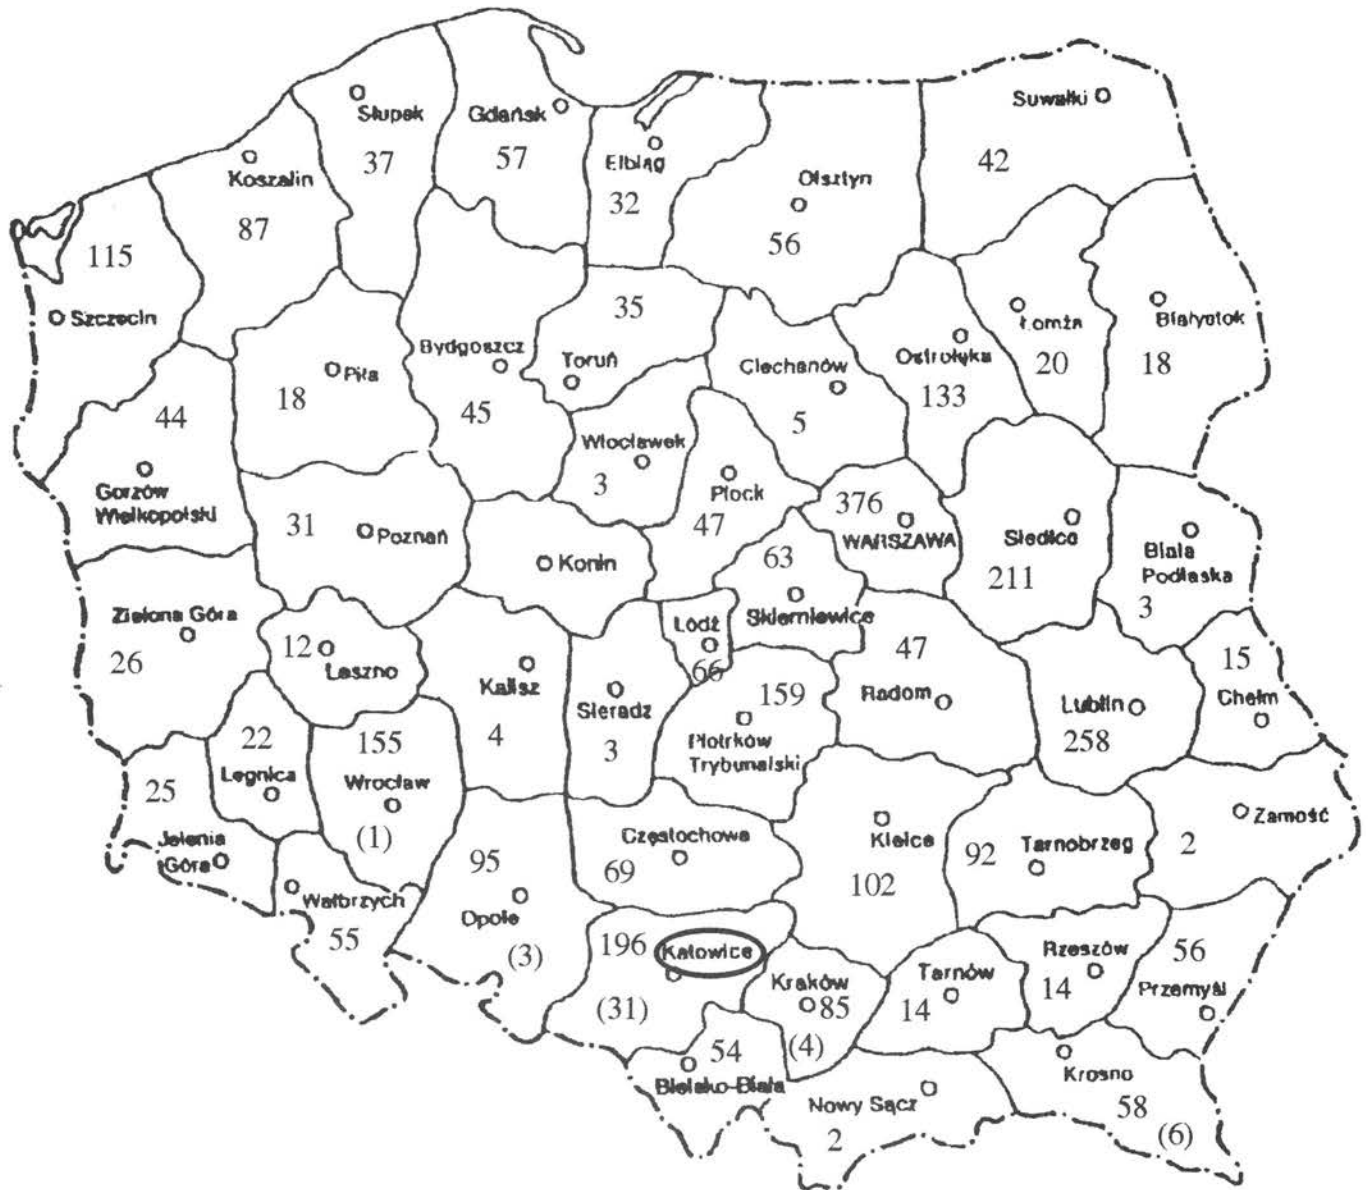 Suwałki
42
Słupsk
37
Gdańsk
57
Elbląg
32
Olsztyn
56
Koszalin
87
115
Szczecin
35
Toruń
Bydgoszcz
45
Piła
18
Ciechanów
5
Ostrołęka
133
Łomża
20
Białystok
18
44
Gorzów
Wielkopolski
Włocławek
3
Płock
47
376
WARSZAWA
Siedlce
211
Biała
Podlaska
3
31
Poznań
Konin
63
Skierniewice
Zielona Góra
26
12
Leszno
Kalisz
4
Sieradz
3
Łódź
66
159
Piotrków
Trybunalski
47
Radom
Lublin
258
15
Chełm
22
Legnica
155
Wrocław
(1)
25
Jelenia
Góra
Wałbrzych
55
95
Opole
(3)
Częstochowa
69
Kielce
102
92
Tarnobrzeg
Zamość
2
196
Katowice
(31)
Kraków
85
(4)
Tarnów
14
Rzeszów
14
56
Przemyśl
54
Bielsko-Biała
Nowy Sącz
2
Krosno
58
(6)